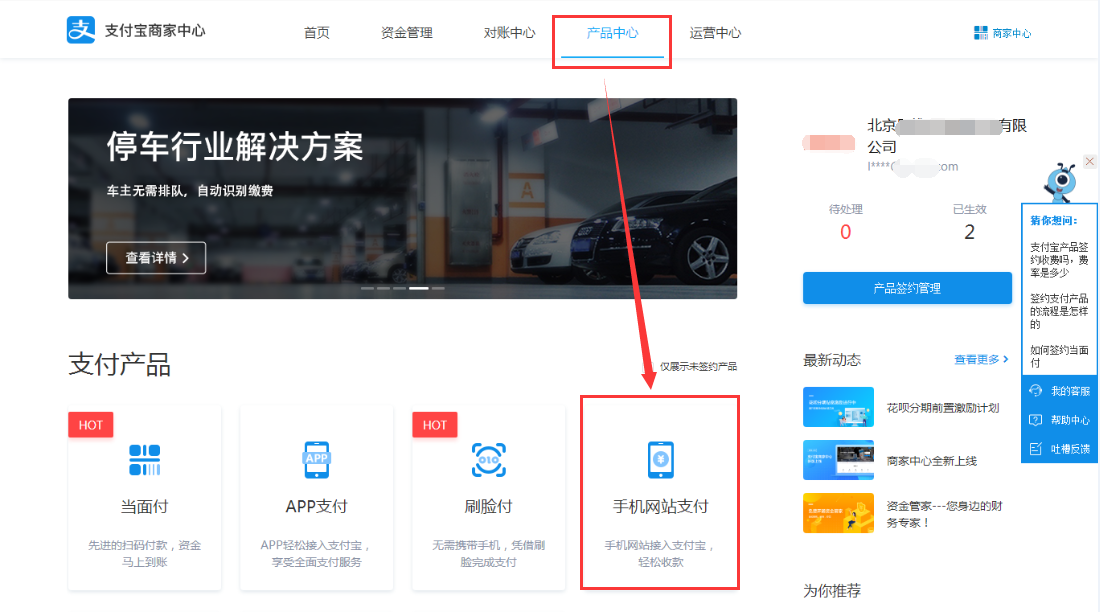 支付宝商家中心
首页
资金管理
对账中心
产品中心
运营中心
商家中心
停车行业解决方案
车主无需排队，自动识别缴费
查看详情
北京
有限
公司
l****
com
待处理
已生效
0
2
产品签约管理
猜你想问：
支付宝产品签
约收费吗，费
率是多少
签约支付产品
的流程是怎样
的
如何签约当面
付
我的客服
帮助中心
吐槽反馈
支付产品
仅展示未签约产品
HOT
当面付
先进的扫码付款，资金
马上到账
APP
APP支付
APP轻松接入支付宝，
享受全面支付服务
HOT
刷脸付
无需携带手机，凭借刷
脸完成支付
手机网站支付
手机网站接入支付宝，
轻松收款
最新动态
查看更多
花呗分期前置激励计划
商家中心全新上线
资金管家---您身边的财
务专家！
为你推荐